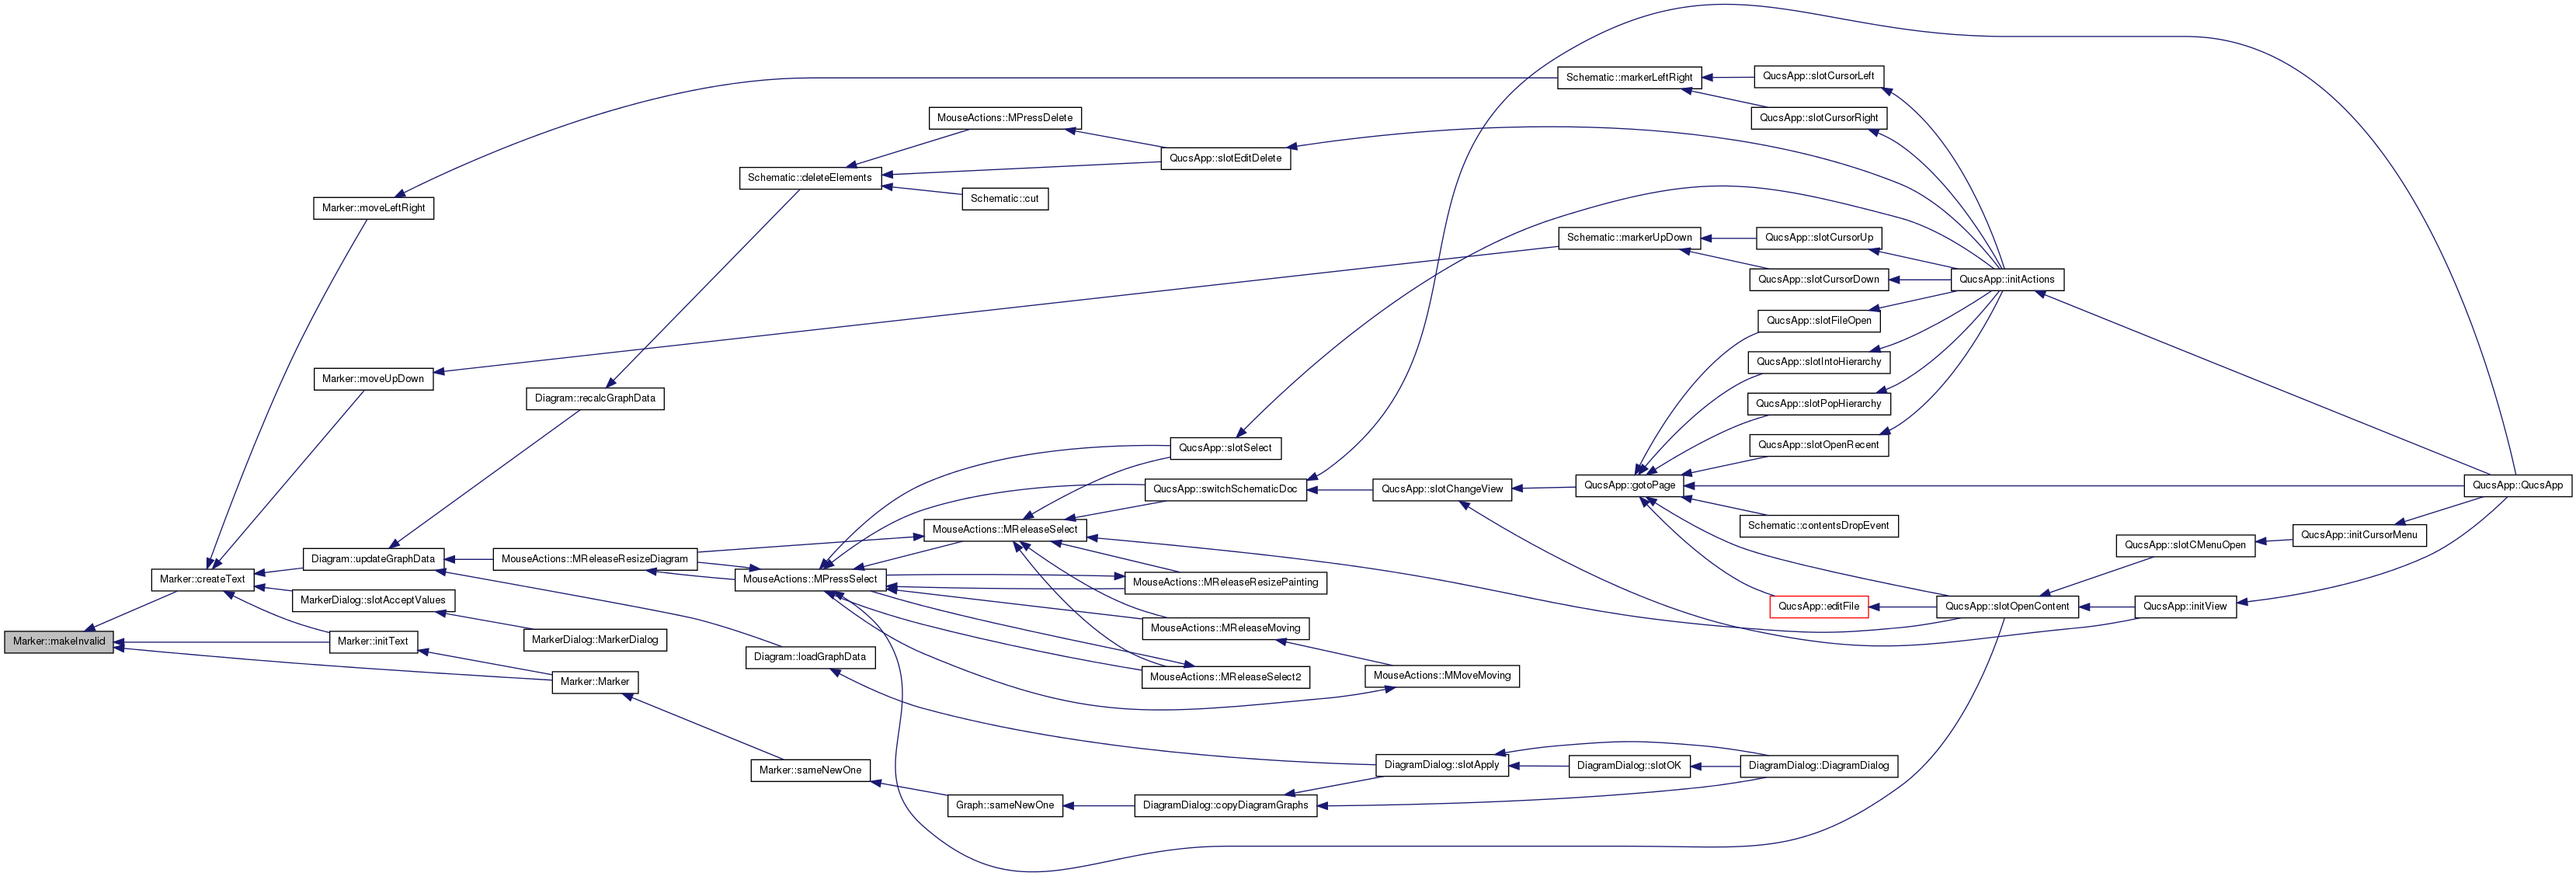 Schematic::markerLeftRight
QucsApp::slotCursorLeft
MouseActions::MPressDelete
QucsApp::slotCursorRight
QucsApp::slotEditDelete
Schematic::deleteElements
Schematic::cut
Marker::moveLeftRight
Schematic::markerUpDown
QucsApp::slotCursorUp
QucsApp::slotCursorDown
QucsApp::initActions
QucsApp::slotFileOpen
QucsApp::slotIntoHierarchy
Marker::moveUpDown
Diagram::recalcGraphData
QucsApp::slotPopHierarchy
QucsApp::slotSelect
QucsApp::slotOpenRecent
QucsApp::switchSchematicDoc
QucsApp::slotChangeView
QucsApp::gotoPage
QucsApp::QucsApp
MouseActions::MReleaseSelect
Schematic::contentsDropEvent
QucsApp::initCursorMenu
QucsApp::slotCMenuOpen
Diagram::updateGraphData
MouseActions::MReleaseResizeDiagram
Marker::createText
MouseActions::MPressSelect
MouseActions::MReleaseResizePainting
MarkerDialog::slotAcceptValues
QucsApp::editFile
QucsApp::slotOpenContent
QucsApp::initView
MouseActions::MReleaseMoving
Marker::makeInvalid
Marker::initText
MarkerDialog::MarkerDialog
Diagram::loadGraphData
MouseActions::MReleaseSelect2
MouseActions::MMoveMoving
Marker::Marker
Marker::sameNewOne
DiagramDialog::slotApply
DiagramDialog::slotOK
DiagramDialog::DiagramDialog
Graph::sameNewOne
DiagramDialog::copyDiagramGraphs